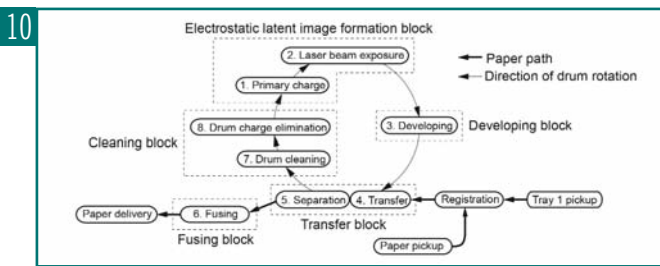 10
Electrostatic latent image formation block
2. Laser beam exposure
Paper path
Direction of drum rotation
1. Primary charge
8. Drum charge elimination
3. Developing
Developing block
Cleaning block
7. Drum cleaning
5. Separation
4. Transfer
Registration
Tray 1 pickup
Paper delivery
6. Fusing
Transfer block
Fusing block
Paper pickup